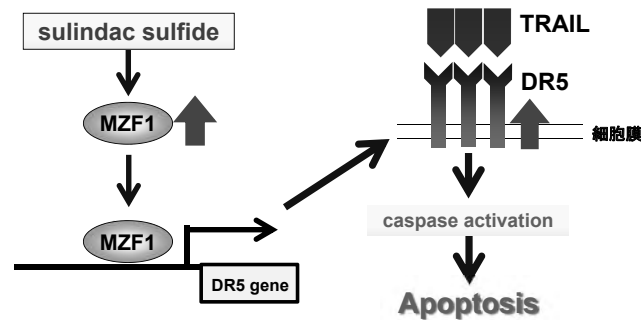 sulindac sulfide
MZF1
MZF1
DR5 gene
TRAIL
DR5
細胞膜
caspase activation
Apoptosis